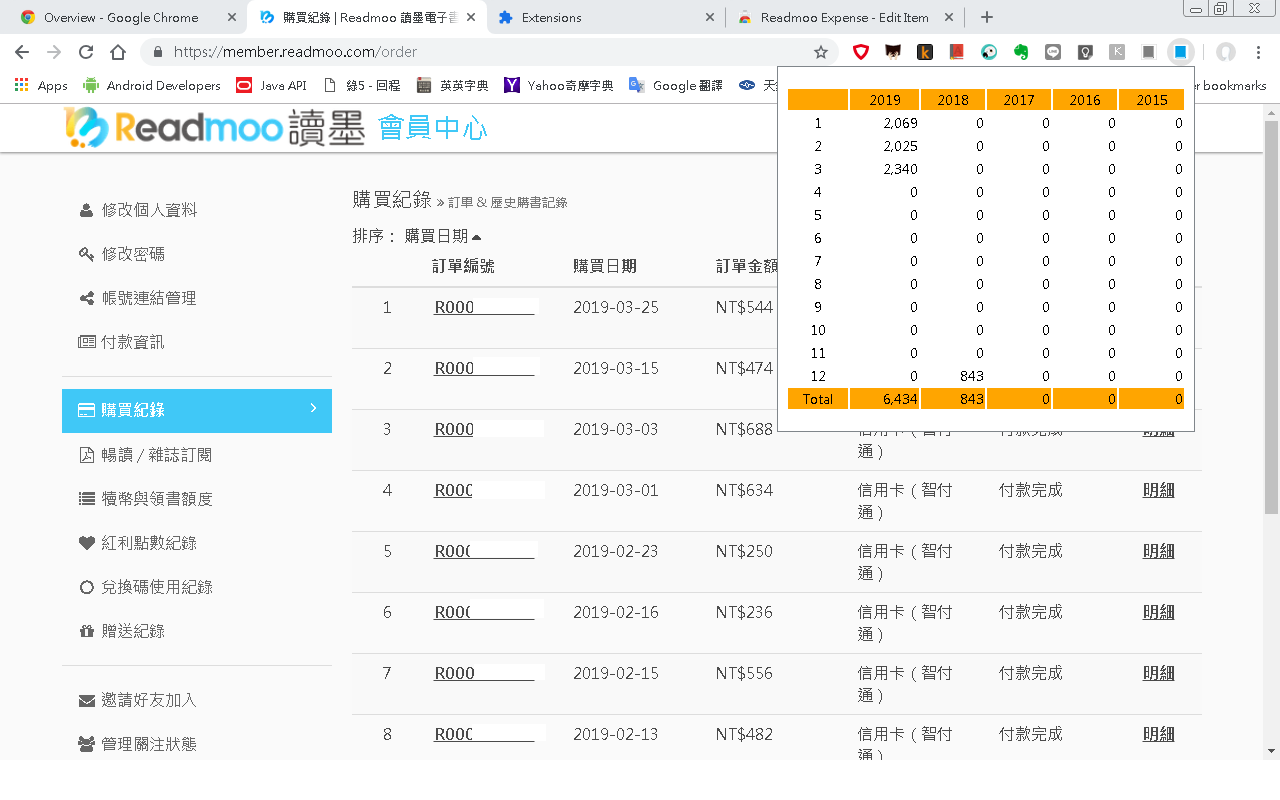 Overview - Google Chrome
購買紀錄 | Readmoo 讀墨電子書
Extensions
Readmoo Expense - Edit Item
https://member.readmoo.com/order
Apps
Android Developers
Java API
錄5 - 回程
英英字典
Yahoo奇摩字典
Google 翻譯
er bookmarks
Readmoo讀墨 會員中心
修改個人資料
修改密碼
帳號連結管理
付款資訊
購買紀錄
暢讀 / 雜誌訂閱
犢幣與領書額度
紅利點數紀錄
兌換碼使用紀錄
贈送紀錄
邀請好友加入
管理關注狀態
購買紀錄 » 訂單 & 歷史購書記錄
排序： 購買日期
訂單編號 購買日期 訂單金額
1 R000 2019-03-25 NT$544
2 R000 2019-03-15 NT$474
3 R000 2019-03-03 NT$688 信用卡（智付通） 付款完成 明細
4 R000 2019-03-01 NT$634 信用卡（智付通） 付款完成 明細
5 R000 2019-02-23 NT$250 信用卡（智付通） 付款完成 明細
6 R000 2019-02-16 NT$236 信用卡（智付通） 付款完成 明細
7 R000 2019-02-15 NT$556 信用卡（智付通） 付款完成 明細
8 R000 2019-02-13 NT$482 信用卡（智付通） 付款完成 明細
2019 2018 2017 2016 2015
1 2,069 0 0 0 0
2 2,025 0 0 0 0
3 2,340 0 0 0 0
4 0 0 0 0 0
5 0 0 0 0 0
6 0 0 0 0 0
7 0 0 0 0 0
8 0 0 0 0 0
9 0 0 0 0 0
10 0 0 0 0 0
11 0 0 0 0 0
12 0 843 0 0 0
Total 6,434 843 0 0 0